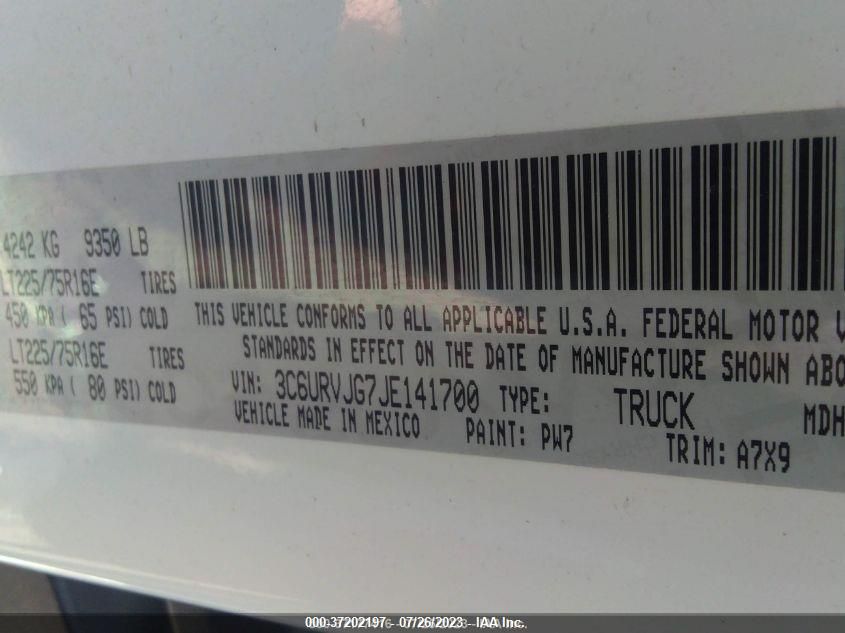 4242 KG 9350 LB
LT225/75R16E TIRES
450 KPA ( 65 PSI) COLD
LT225/75R16E TIRES
550 KPA ( 80 PSI) COLD
THIS VEHICLE CONFORMS TO ALL APPLICABLE U.S.A. FEDERAL MOTOR V
STANDARDS IN EFFECT ON THE DATE OF MANUFACTURE SHOWN ABO
VIN: 3C6URVJG7JE141700 TYPE: TRUCK MDH
VEHICLE MADE IN MEXICO PAINT: PW7 TRIM: A7X9
000-37202197 - 07/26/2023 - IAA Inc.